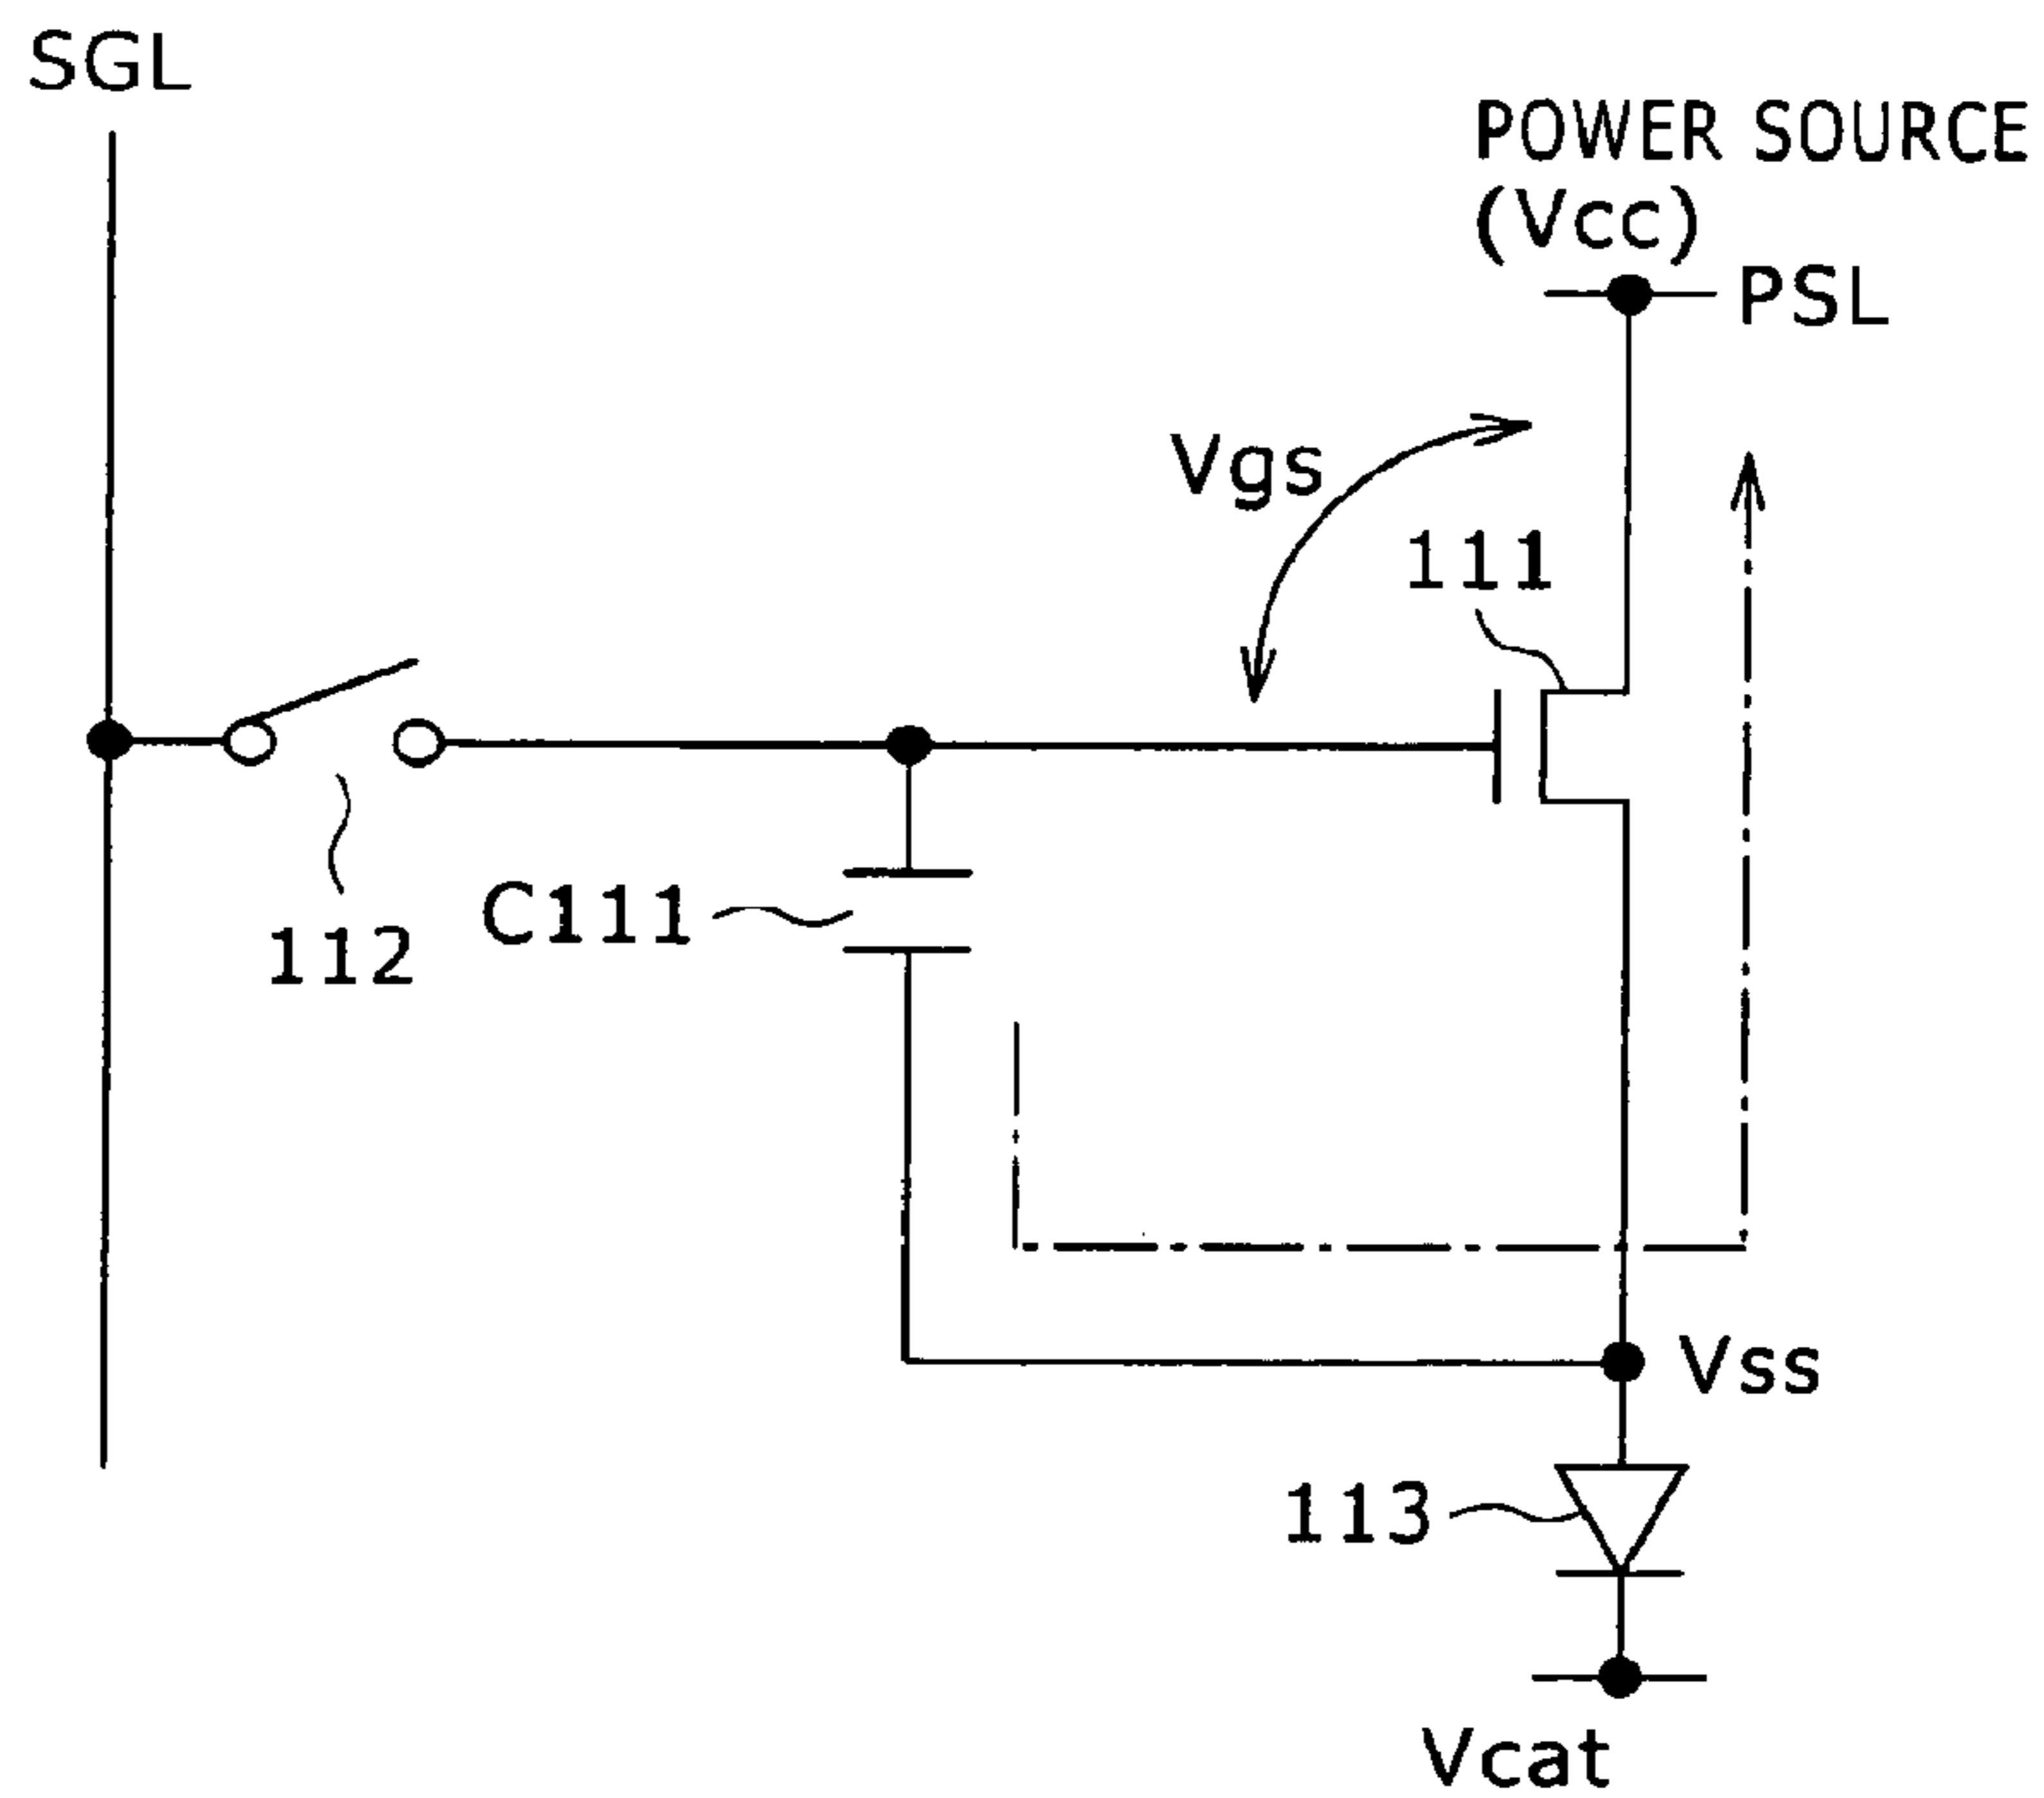 SGL
POWER SOURCE
(Vcc)
PSL
Vgs
111
112
C111
Vss
113
Vcat